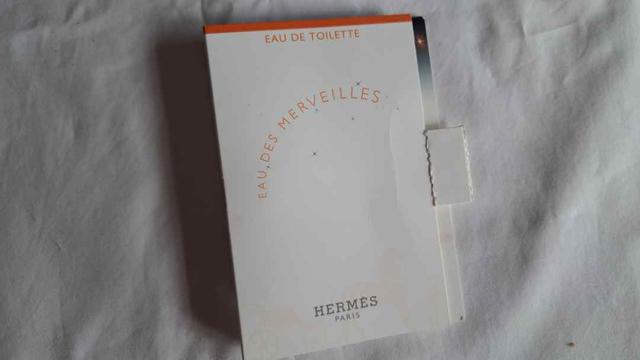 EAU DE TOILETTE
EAU DES MERVEILLES
HERMÈS
PARIS